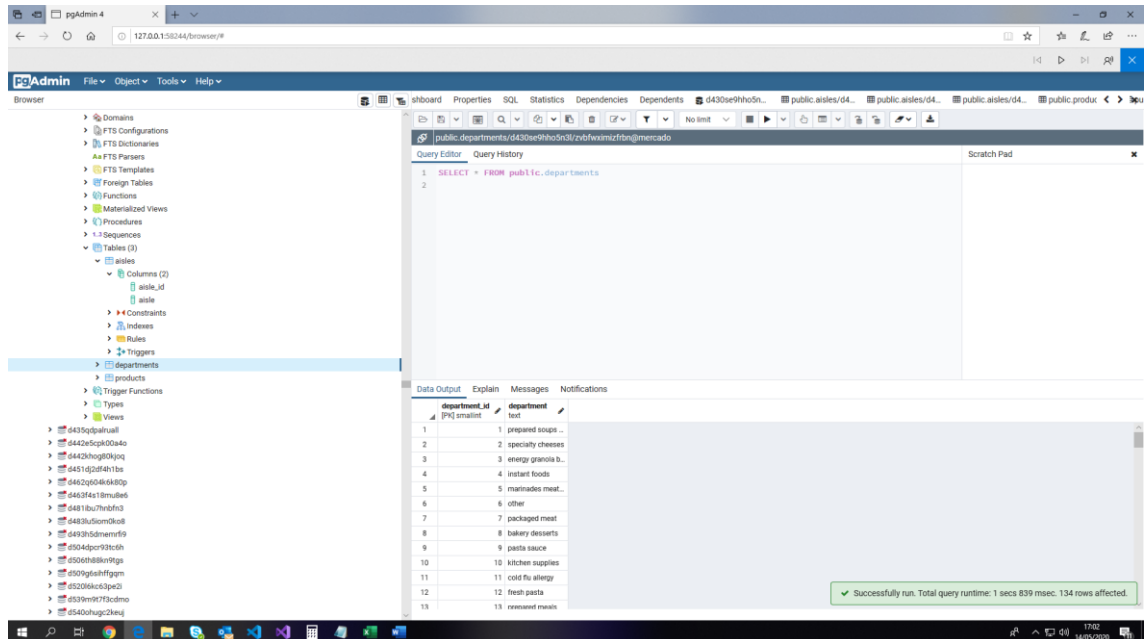 pgAdmin 4
127.0.0.1:58244/browser/#
pgAdmin File Object Tools Help
Browser
shboard Properties SQL Statistics Dependencies Dependents d430se9hho5n... public.aisles/d4... public.aisles/d4... public.aisles/d4... public.produc
Domains
FTS Configurations
FTS Dictionaries
Aa FTS Parsers
FTS Templates
Foreign Tables
Functions
Materialized Views
Procedures
1..3 Sequences
Tables (3)
aisles
Columns (2)
aisle_id
aisle
Constraints
Indexes
Rules
Triggers
departments
products
Trigger Functions
Types
Views
d435qdpalruall
d442e5cpk00a4o
d442khog80kjoq
d451dj2df4h1bs
d462q604k6k80p
d463f4s18mu8e6
d481ibu7hnbfn3
d483lu5iom0ko8
d493h5dmemrfi9
d504dpcr93tc6h
d506th88kn9tgs
d509g6sihffgqm
d520l6kc63pe2i
d539m9t7f3cdmo
d540ohugc2keuj
No limit
public.departments/d430se9hho5n3l/zvbfwximizfrbn@mercado
Query Editor Query History
Scratch Pad
1 SELECT * FROM public.departments
2
Data Output Explain Messages Notifications
department_id
[PK] smallint
department
text
1 1 prepared soups ...
2 2 specialty cheeses
3 3 energy granola b...
4 4 instant foods
5 5 marinades meat...
6 6 other
7 7 packaged meat
8 8 bakery desserts
9 9 pasta sauce
10 10 kitchen supplies
11 11 cold flu allergy
12 12 fresh pasta
13 13 prepared meals
Successfully run. Total query runtime: 1 secs 839 msec. 134 rows affected.
17:02
14/05/2020